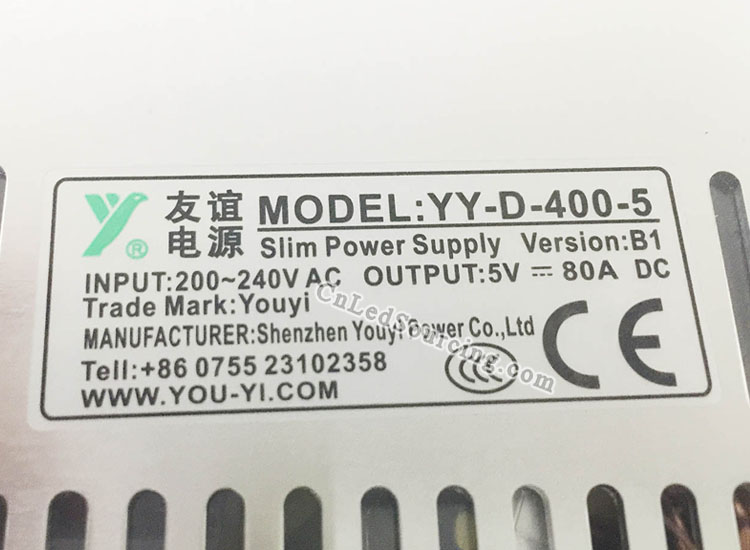 友谊 MODEL:YY-D-400-5
电源 Slim Power Supply Version:B1
INPUT:200~240V AC OUTPUT:5V ⎓ 80A DC
Trade Mark:Youyi
MANUFACTURER:Shenzhen Youyi Power Co.,Ltd
Tell:+86 0755 23102358
WWW.YOU-YI.COM
Y ®
CCC
CE
CnLedSourcing.com